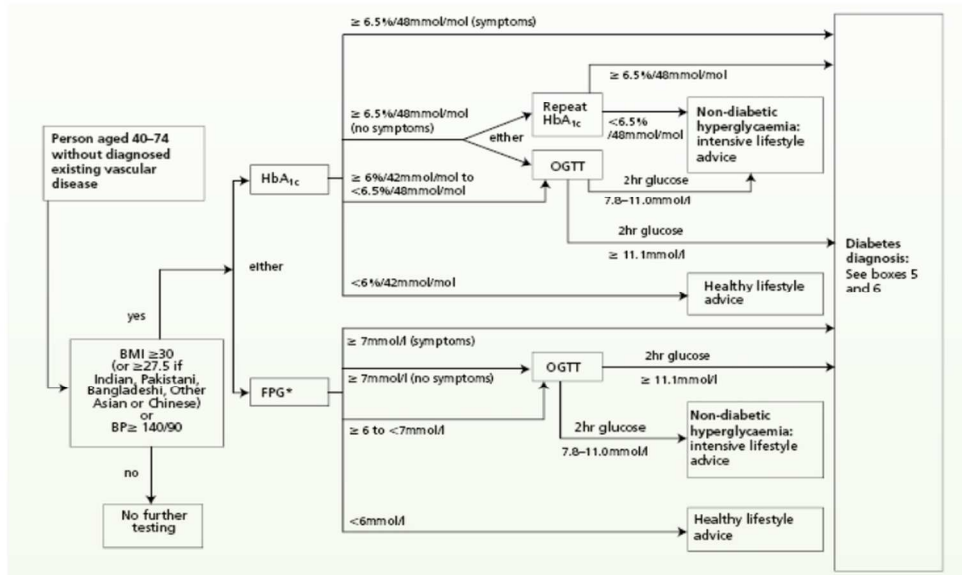 ≥ 6.5%/48mmol/mol (symptoms)
≥ 6.5%/48mmol/mol
Person aged 40–74
without diagnosed
existing vascular
disease
≥ 6.5%/48mmol/mol
(no symptoms)
either
Repeat
HbA1c
<6.5%
/48mmol/mol
Non-diabetic
hyperglycaemia:
intensive lifestyle
advice
HbA1c
≥ 6%/42mmol/mol to
<6.5%/48mmol/mol
OGTT
2hr glucose
7.8–11.0mmol/l
2hr glucose
≥ 11.1mmol/l
Diabetes
diagnosis:
See boxes 5
and 6
either
<6%/42mmol/mol
Healthy lifestyle
advice
yes
BMI ≥30
(or ≥27.5 if
Indian, Pakistani,
Bangladeshi, Other
Asian or Chinese)
or
BP≥ 140/90
FPG*
≥ 7mmol/l (symptoms)
≥ 7mmol/l (no symptoms)
OGTT
2hr glucose
≥ 11.1mmol/l
≥ 6 to <7mmol/l
2hr glucose
7.8–11.0mmol/l
Non-diabetic
hyperglycaemia:
intensive lifestyle
advice
no
No further
testing
<6mmol/l
Healthy lifestyle
advice